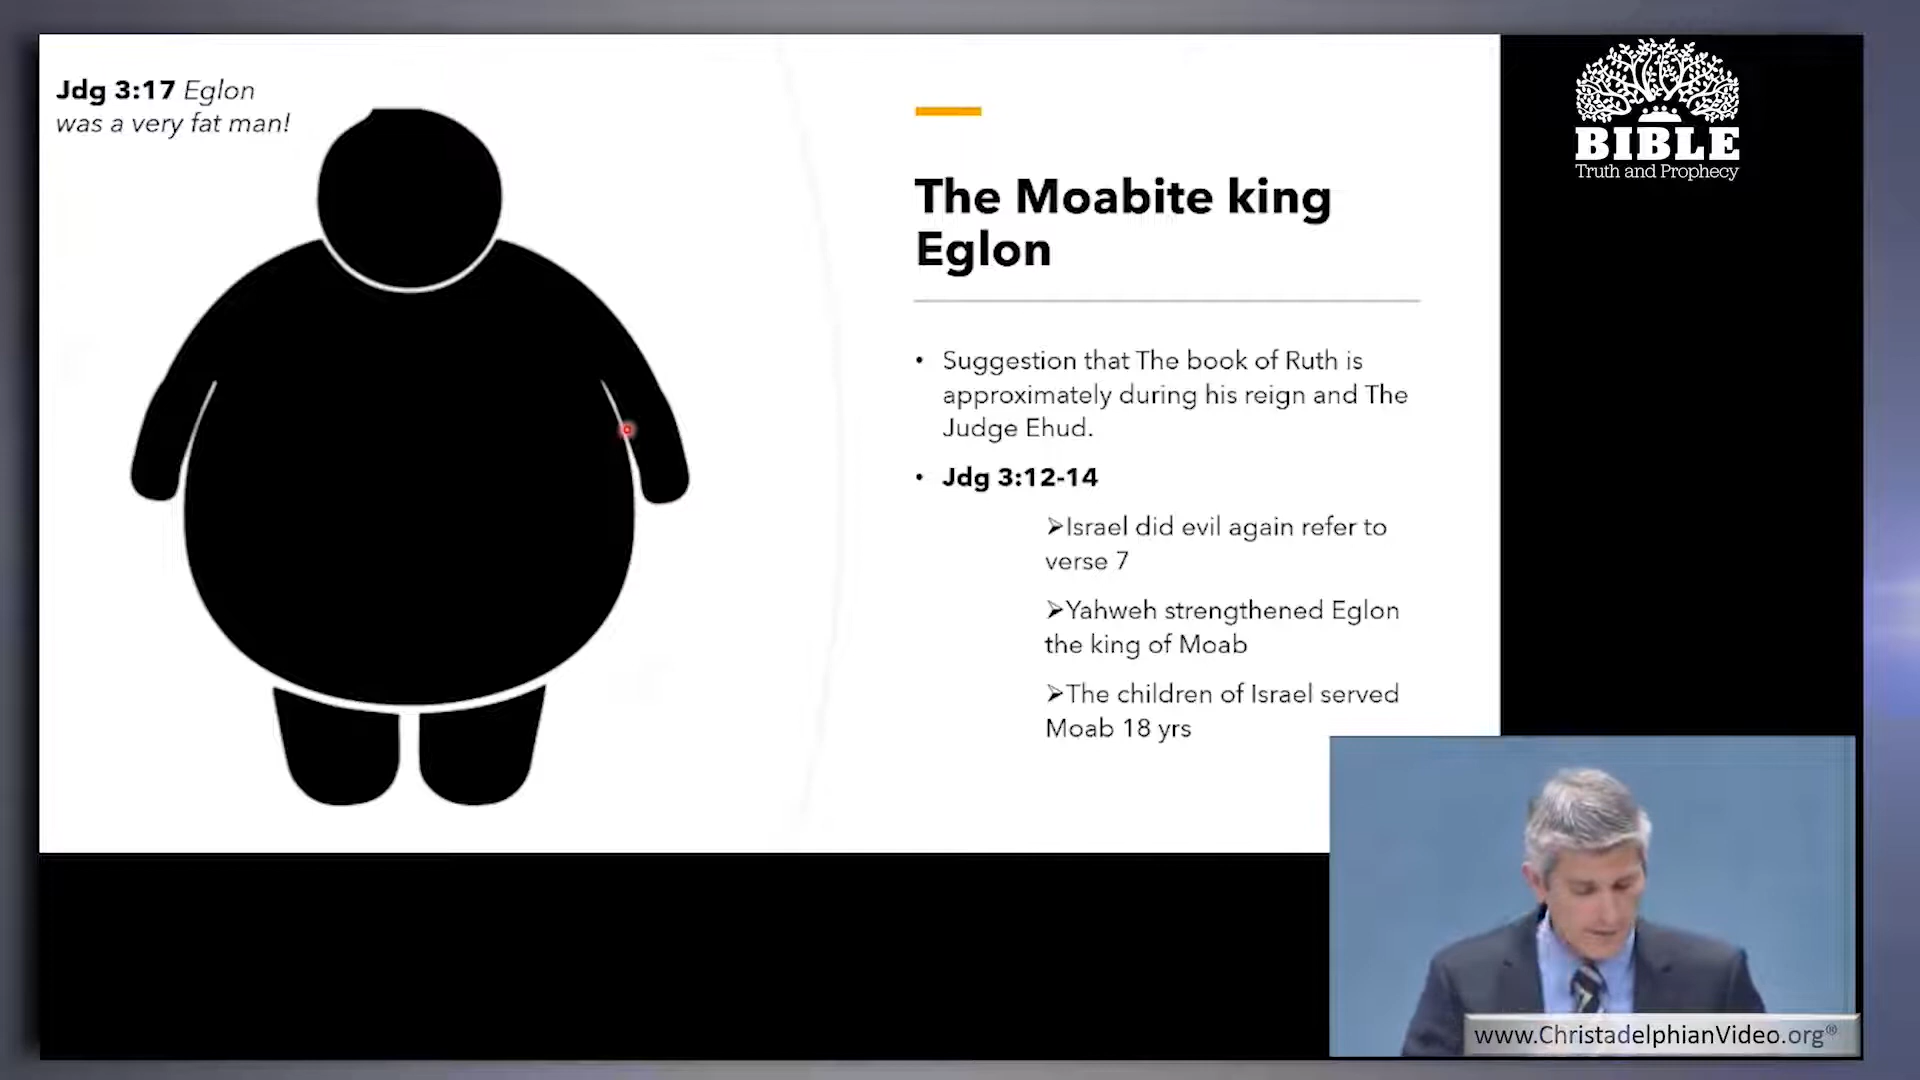 Jdg 3:17 Eglon
was a very fat man!
The Moabite king
Eglon
• Suggestion that The book of Ruth is
approximately during his reign and The
Judge Ehud.
• Jdg 3:12-14
➢Israel did evil again refer to
verse 7
➢Yahweh strengthened Eglon
the king of Moab
➢The children of Israel served
Moab 18 yrs
BIBLE
Truth and Prophecy
www.ChristadelphianVideo.org®